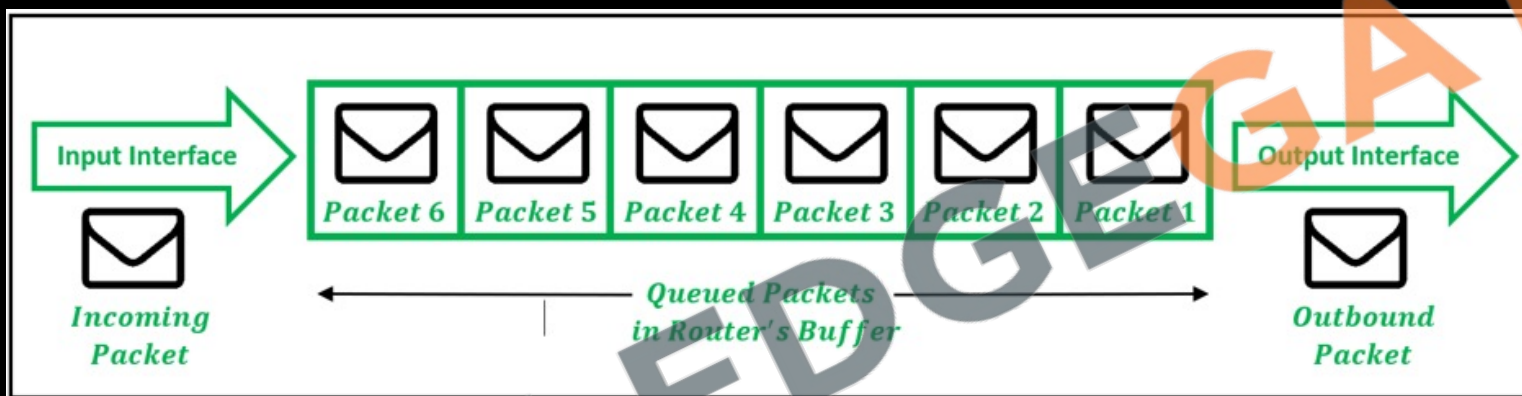 Input Interface
Incoming
Packet
Packet 6
Packet 5
Packet 4
Packet 3
Packet 2
Packet 1
Queued Packets
in Router's Buffer
Output Interface
Outbound
Packet
EDGEGA